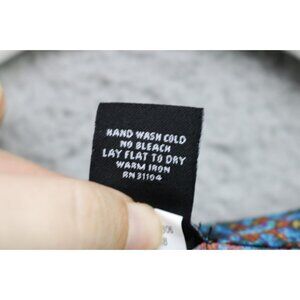 HAND WASH COLD
NO BLEACH
LAY FLAT TO DRY
WARM IRON
RN 31104